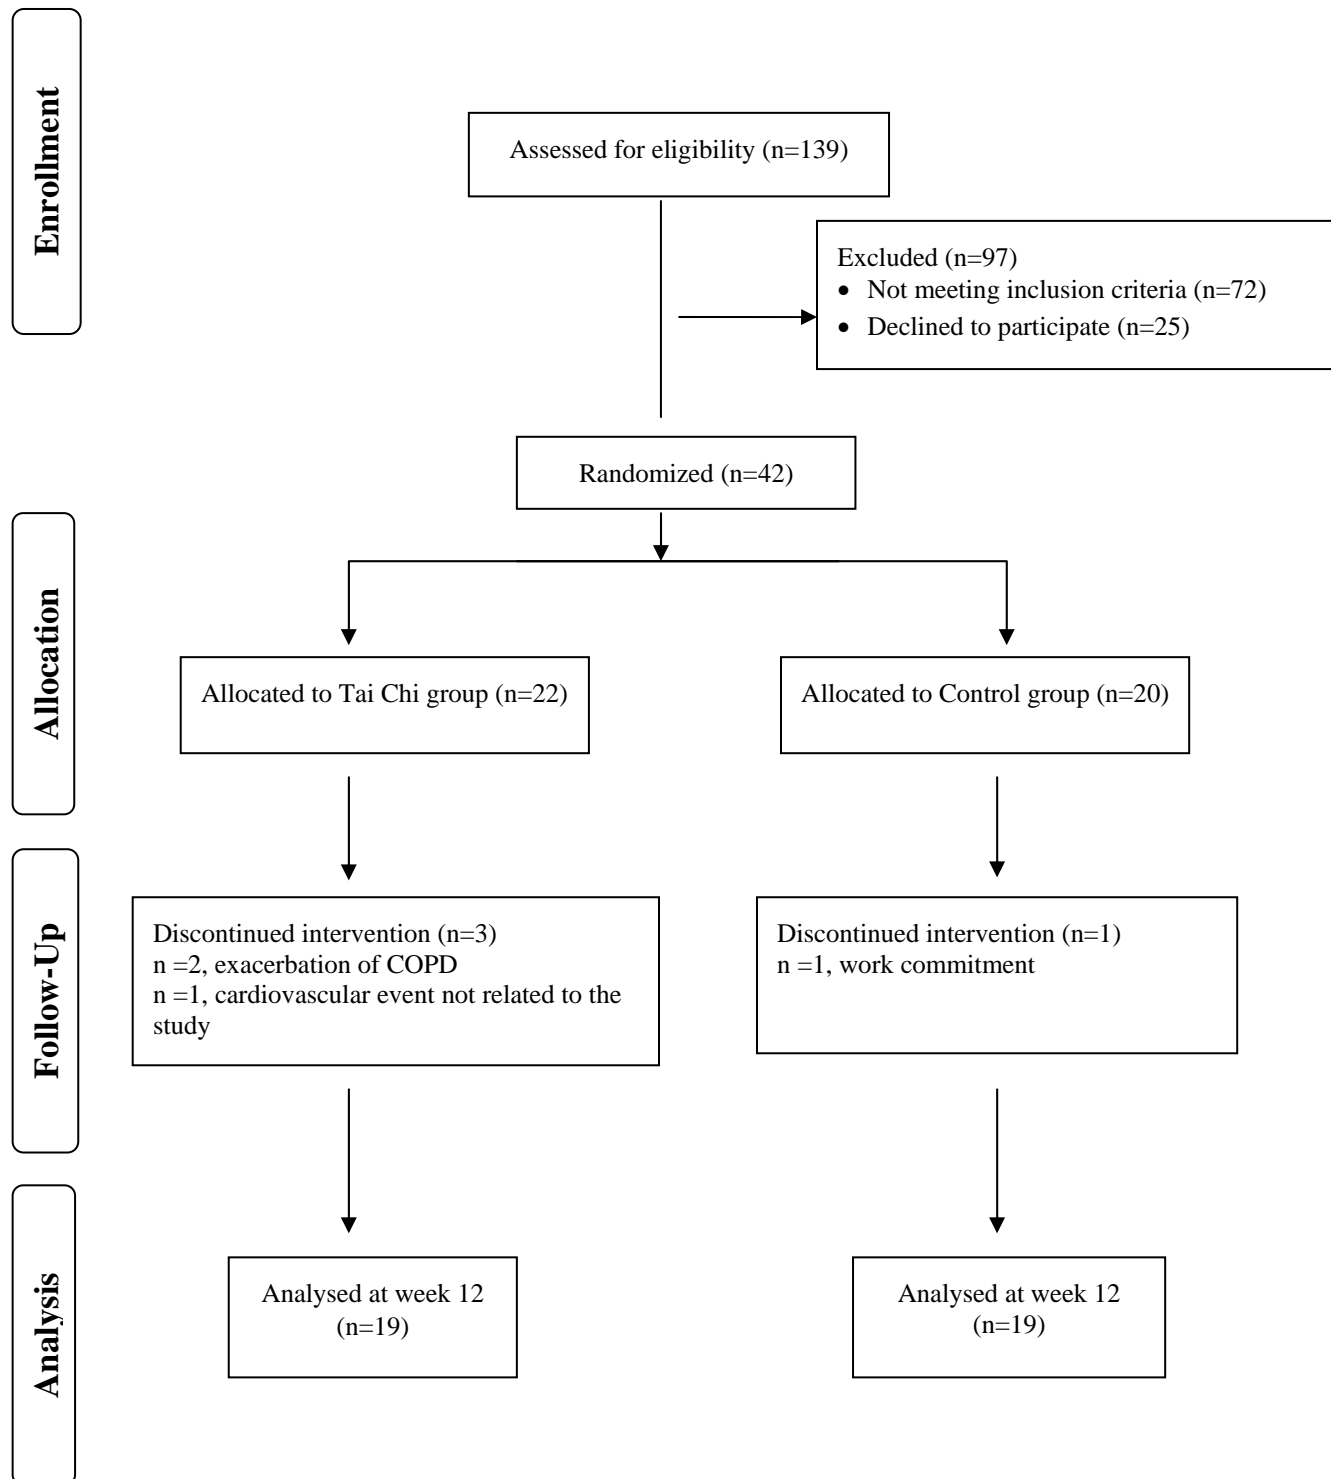 Enrollment
Assessed for eligibility (n=139)
Excluded (n=97)
• Not meeting inclusion criteria (n=72)
• Declined to participate (n=25)
Randomized (n=42)
Allocation
Allocated to Tai Chi group (n=22)
Allocated to Control group (n=20)
Follow-Up
Discontinued intervention (n=3)
n =2, exacerbation of COPD
n =1, cardiovascular event not related to the
study
Discontinued intervention (n=1)
n =1, work commitment
Analysis
Analysed at week 12
(n=19)
Analysed at week 12
(n=19)